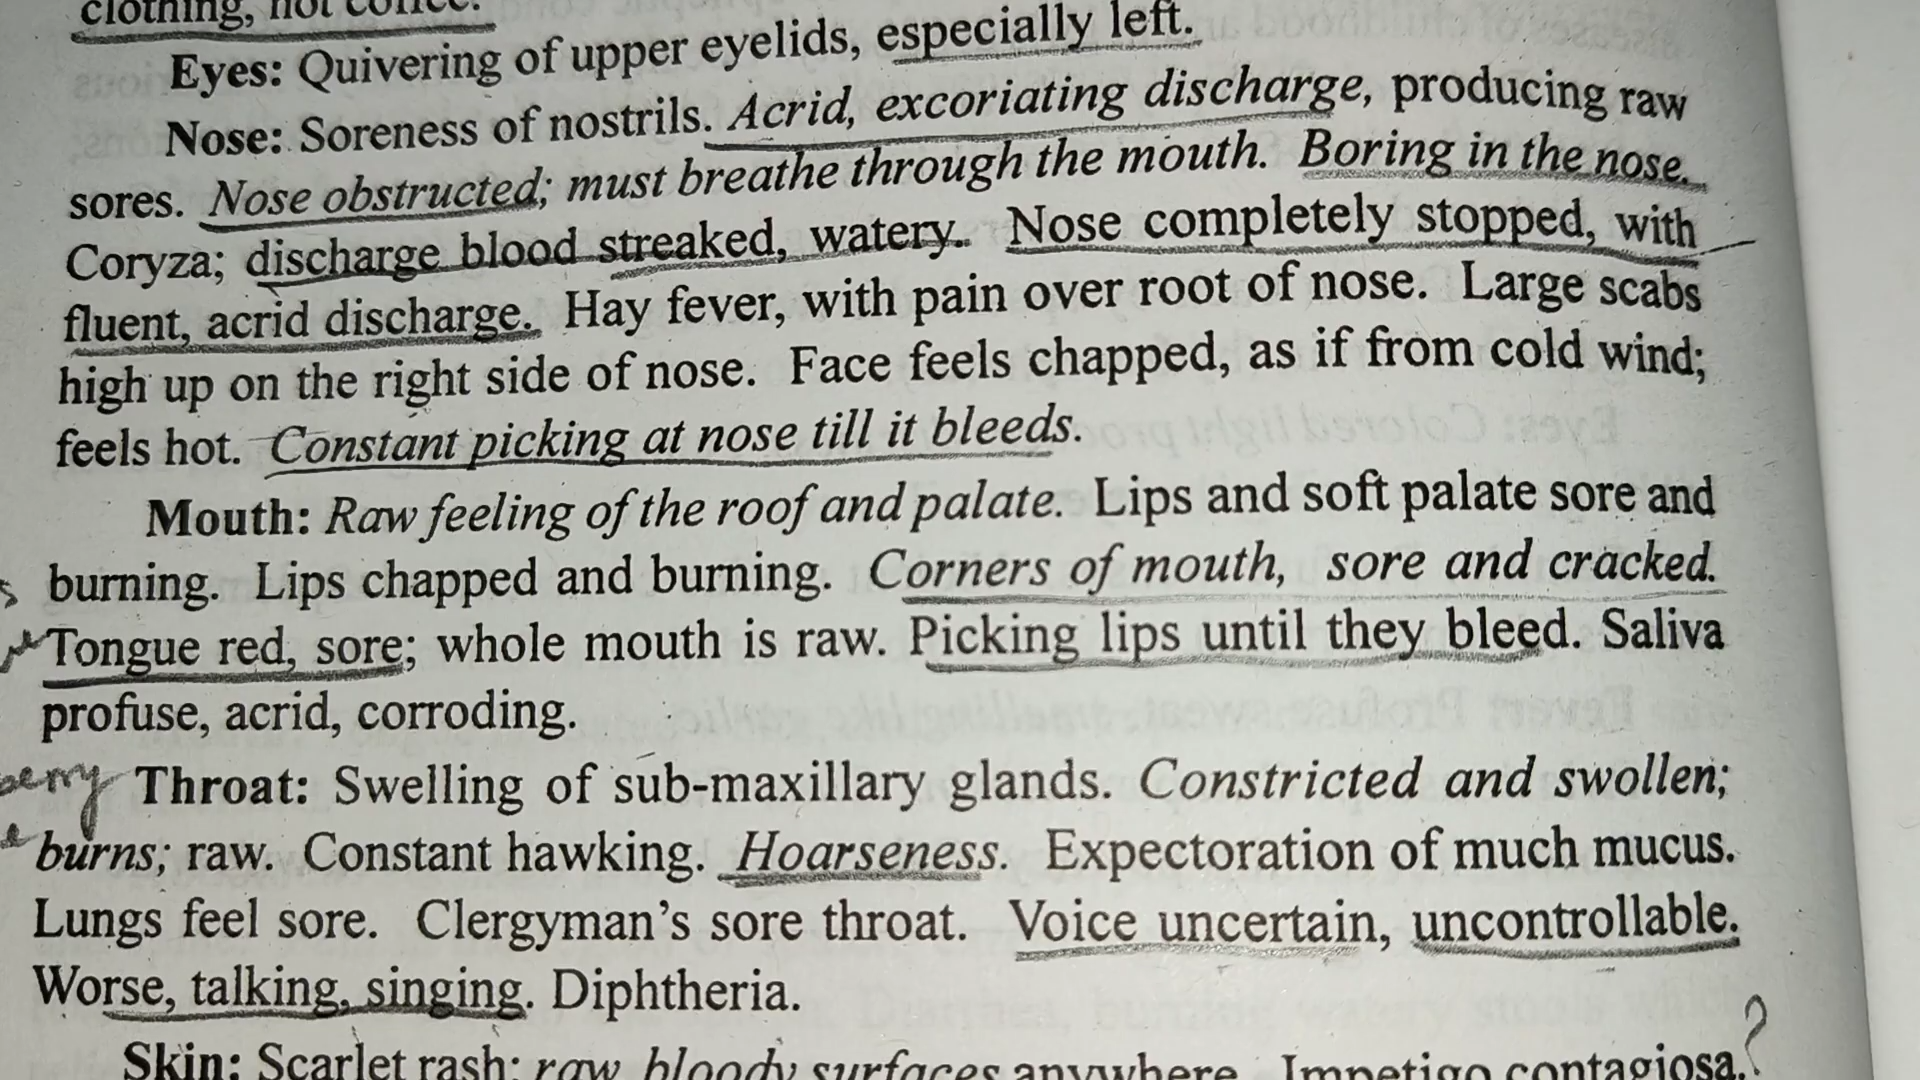 clothing, not coffee.
Eyes: Quivering of upper eyelids, especially left.
Nose: Soreness of nostrils. Acrid, excoriating discharge, producing raw
sores. Nose obstructed; must breathe through the mouth. Boring in the nose.
Coryza; discharge blood streaked, watery. Nose completely stopped, with
fluent, acrid discharge. Hay fever, with pain over root of nose. Large scabs
high up on the right side of nose. Face feels chapped, as if from cold wind;
feels hot. Constant picking at nose till it bleeds.
Mouth: Raw feeling of the roof and palate. Lips and soft palate sore and
burning. Lips chapped and burning. Corners of mouth, sore and cracked.
Tongue red, sore; whole mouth is raw. Picking lips until they bleed. Saliva
profuse, acrid, corroding.
Throat: Swelling of sub-maxillary glands. Constricted and swollen;
burns; raw. Constant hawking. Hoarseness. Expectoration of much mucus.
Lungs feel sore. Clergyman's sore throat. Voice uncertain, uncontrollable.
Worse, talking, singing. Diphtheria.
Skin: Scarlet rash; raw bloody surfaces anywhere. Impetigo contagiosa. ?